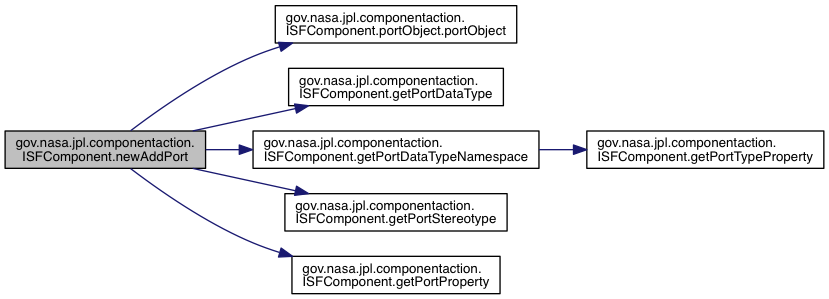 gov.nasa.jpl.componentaction.
ISFComponent.portObject.portObject
gov.nasa.jpl.componentaction.
ISFComponent.getPortDataType
gov.nasa.jpl.componentaction.
ISFComponent.newAddPort
gov.nasa.jpl.componentaction.
ISFComponent.getPortDataTypeNamespace
gov.nasa.jpl.componentaction.
ISFComponent.getPortTypeProperty
gov.nasa.jpl.componentaction.
ISFComponent.getPortStereotype
gov.nasa.jpl.componentaction.
ISFComponent.getPortProperty